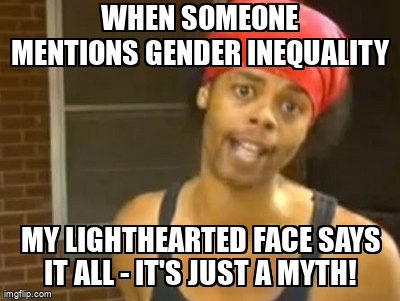 WHEN SOMEONE
MENTIONS GENDER INEQUALITY
MY LIGHTHEARTED FACE SAYS
IT ALL - IT'S JUST A MYTH!
imgflip.com